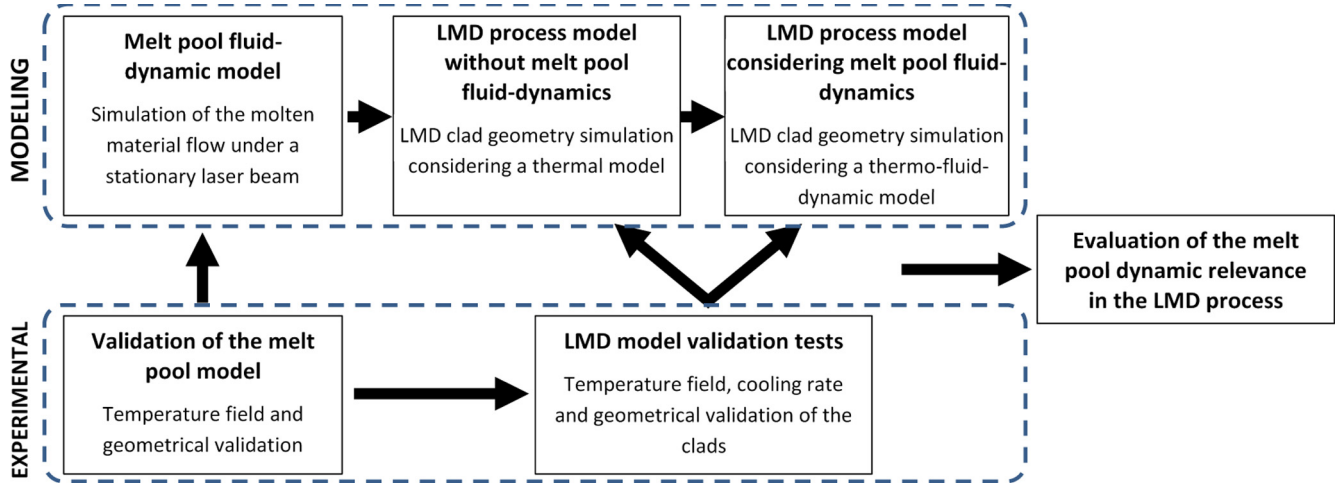 MODELING
Melt pool fluid-
dynamic model
Simulation of the molten
material flow under a
stationary laser beam
LMD process model
without melt pool
fluid-dynamics
LMD clad geometry simulation
considering a thermal model
LMD process model
considering melt pool fluid-
dynamics
LMD clad geometry simulation
considering a thermo-fluid-
dynamic model
Evaluation of the melt
pool dynamic relevance
in the LMD process
EXPERIMENTAL
Validation of the melt
pool model
Temperature field and
geometrical validation
LMD model validation tests
Temperature field, cooling rate
and geometrical validation of the
clads